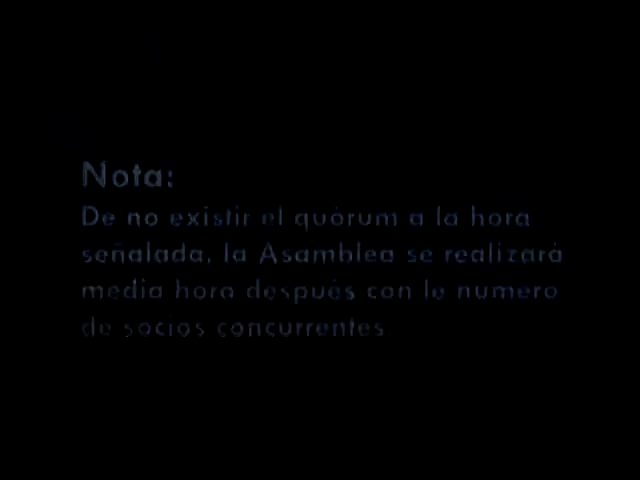 Nota:
De no existir el quórum a la hora
señalada, la Asamblea se realizará
media hora después con le numero
de socios concurrentes